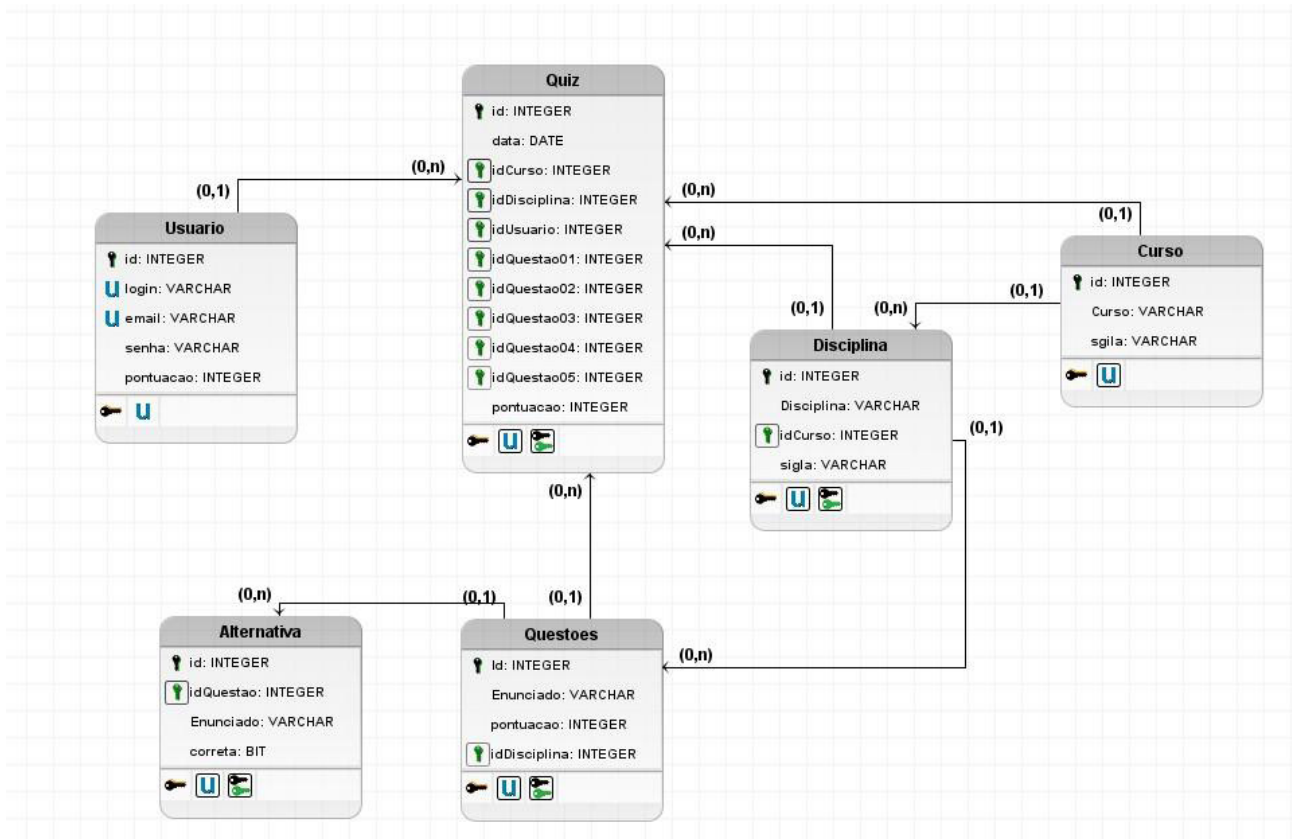 Quiz
id: INTEGER
data: DATE
idCurso: INTEGER
idDisciplina: INTEGER
idUsuario: INTEGER
idQuestao01: INTEGER
idQuestao02: INTEGER
idQuestao03: INTEGER
idQuestao04: INTEGER
idQuestao05: INTEGER
pontuacao: INTEGER
U
(0,n)
(0,1)
Usuario
id: INTEGER
U login: VARCHAR
U email: VARCHAR
senha: VARCHAR
pontuacao: INTEGER
U
(0,n)
(0,1)
(0,n)
(0,1)
Curso
id: INTEGER
Curso: VARCHAR
sgila: VARCHAR
U
(0,1)
(0,n)
(0,1)
Disciplina
id: INTEGER
Disciplina: VARCHAR
idCurso: INTEGER
sigla: VARCHAR
U
(0,1)
(0,n)
(0,n)
(0,1)
(0,n)
(0,1)
Alternativa
id: INTEGER
idQuestao: INTEGER
Enunciado: VARCHAR
correta: BIT
U
Questoes
Id: INTEGER
Enunciado: VARCHAR
pontuacao: INTEGER
idDisciplina: INTEGER
U